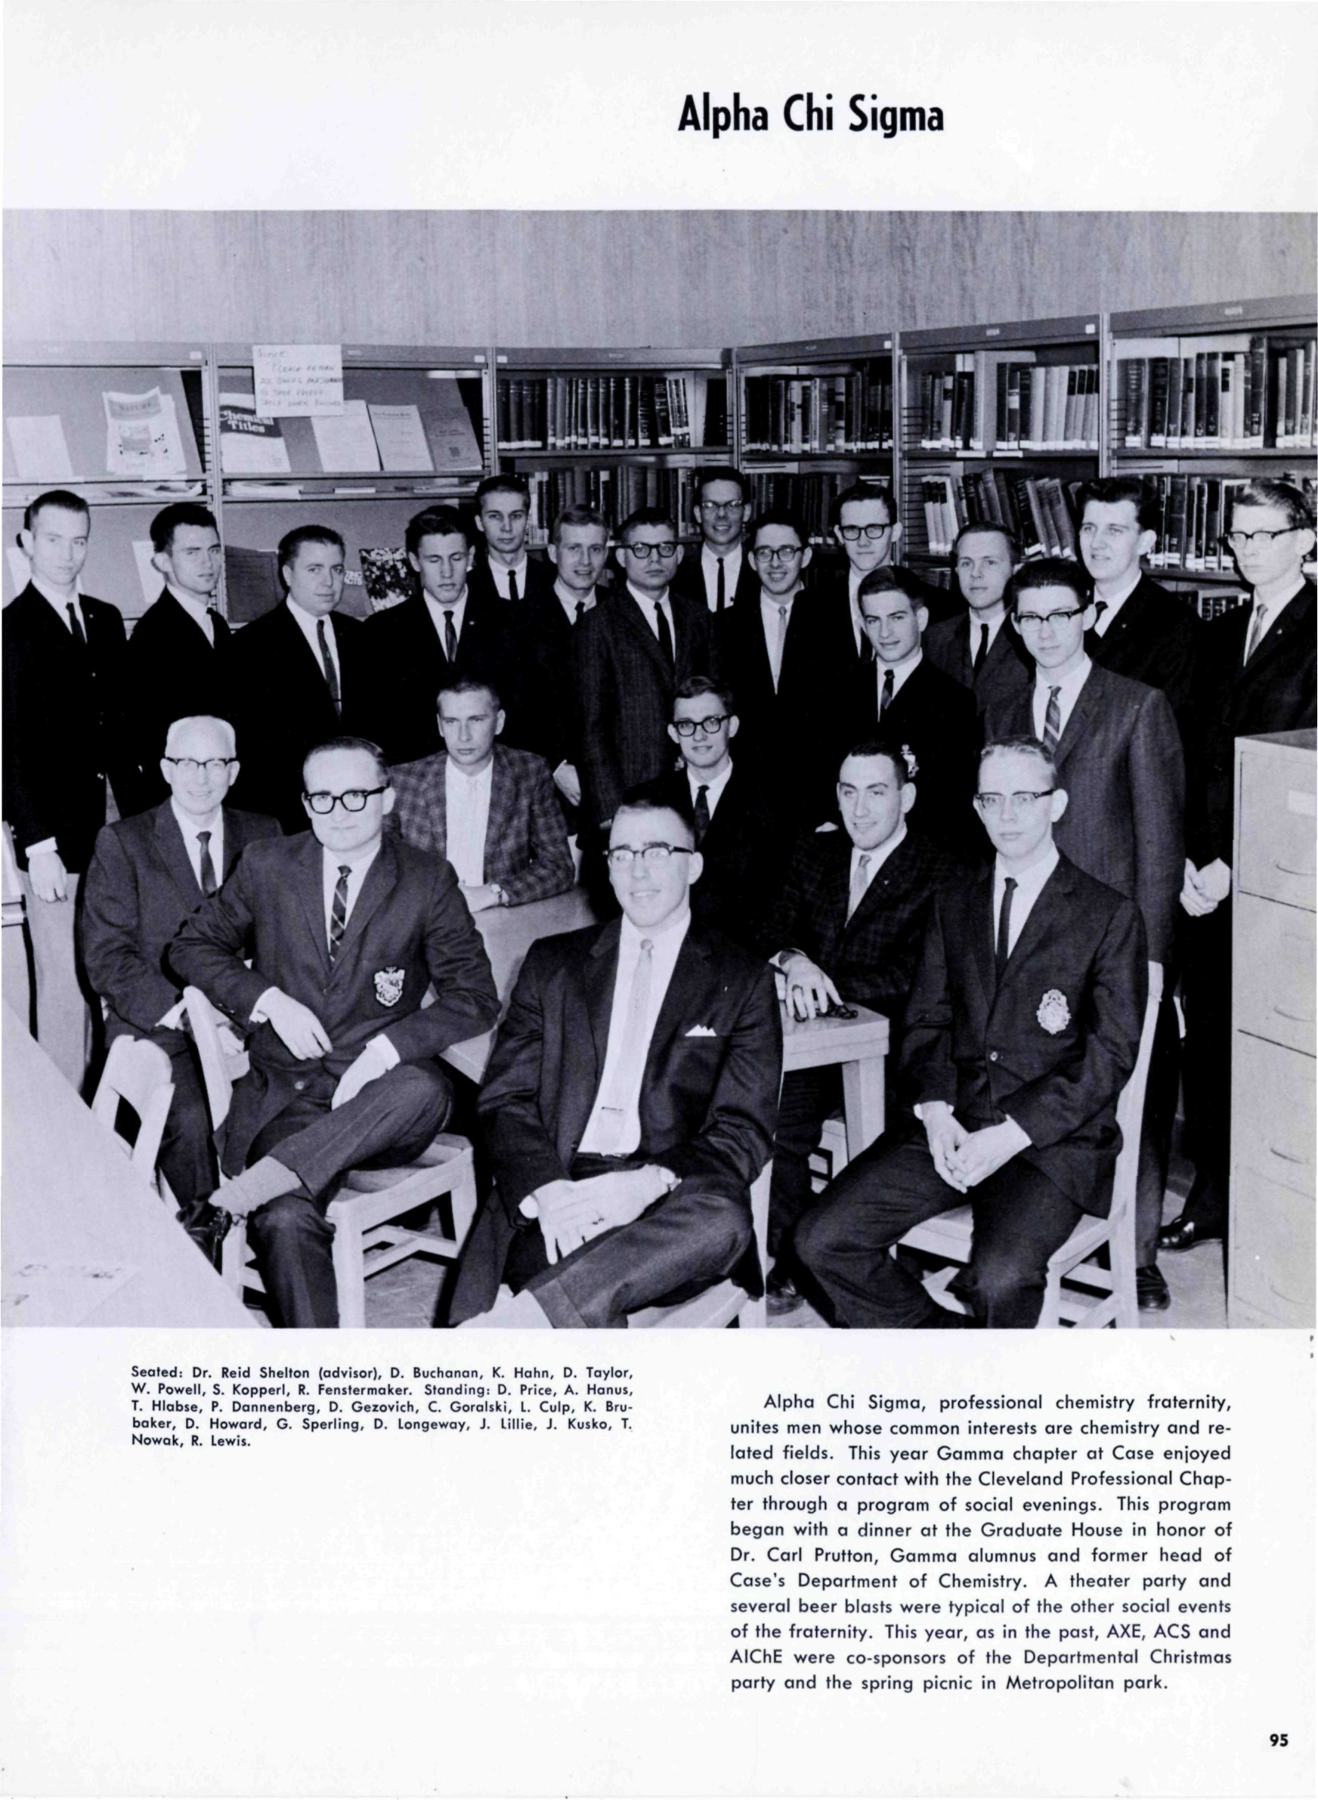 Alpha Chi Sigma
Chemical
Titles
Seated: Dr. Reid Shelton (advisor), D. Buchanan, K. Hahn, D. Taylor,
W. Powell, S. Kopperl, R. Fenstermaker. Standing: D. Price, A. Hanus,
T. Hlabse, P. Dannenberg, D. Gezovich, C. Goralski, L. Culp, K. Bru-
baker, D. Howard, G. Sperling, D. Longeway, J. Lillie, J. Kusko, T.
Nowak, R. Lewis.
Alpha Chi Sigma, professional chemistry fraternity,
unites men whose common interests are chemistry and re-
lated fields. This year Gamma chapter at Case enjoyed
much closer contact with the Cleveland Professional Chap-
ter through a program of social evenings. This program
began with a dinner at the Graduate House in honor of
Dr. Carl Prutton, Gamma alumnus and former head of
Case's Department of Chemistry. A theater party and
several beer blasts were typical of the other social events
of the fraternity. This year, as in the past, AXE, ACS and
AIChE were co-sponsors of the Departmental Christmas
party and the spring picnic in Metropolitan park.
95